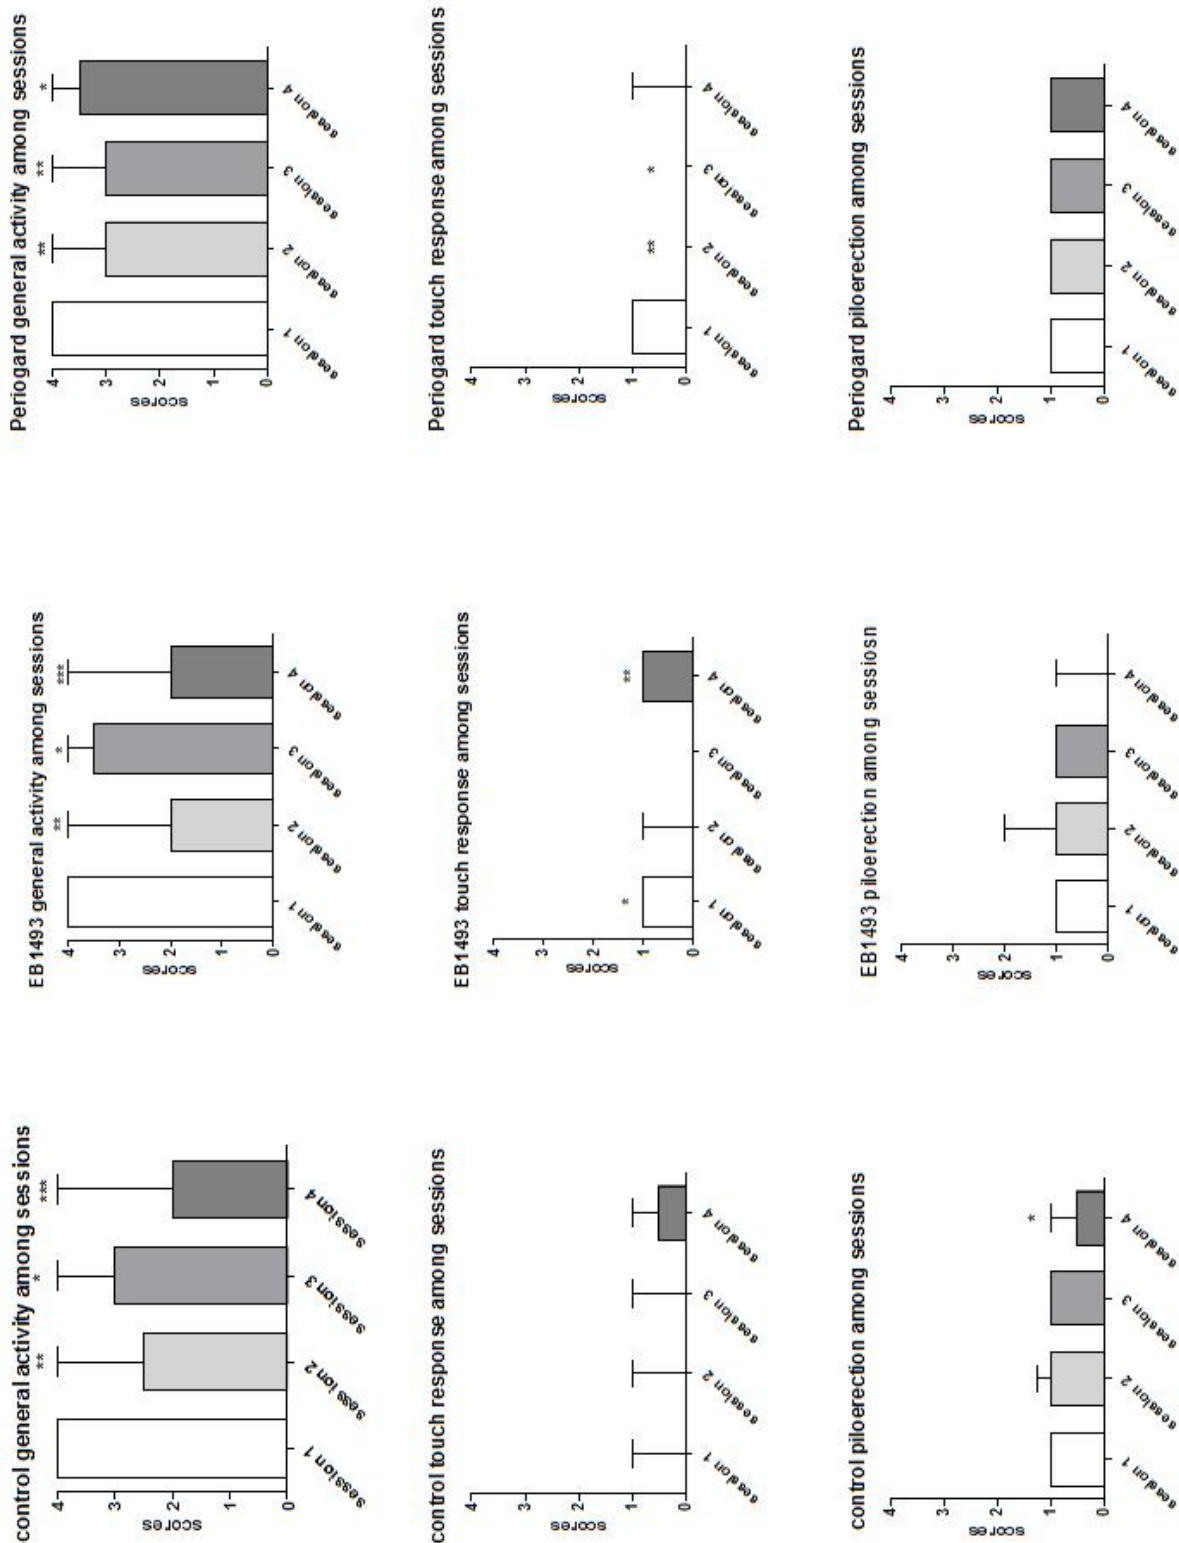 control general activity among sessions
scores
4
3
2
1
0
**
*
***
session 1
session 2
session 3
session 4
EB1493 general activity among sessions
scores
4
3
2
1
0
**
*
***
session 1
session 2
session 3
session 4
Periogard general activity among sessions
scores
4
3
2
1
0
**
**
*
session 1
session 2
session 3
session 4
control touch response among sessions
scores
4
3
2
1
0
session 1
session 2
session 3
session 4
EB1493 touch response among sessions
scores
4
3
2
1
0
*
**
session 1
session 2
session 3
session 4
Periogard touch response among sessions
scores
4
3
2
1
0
**
*
session 1
session 2
session 3
session 4
control piloerection among sessions
scores
4
3
2
1
0
*
session 1
session 2
session 3
session 4
EB1493 piloerection among sessiosn
scores
4
3
2
1
0
session 1
session 2
session 3
session 4
Periogard piloerection among sessions
scores
4
3
2
1
0
session 1
session 2
session 3
session 4